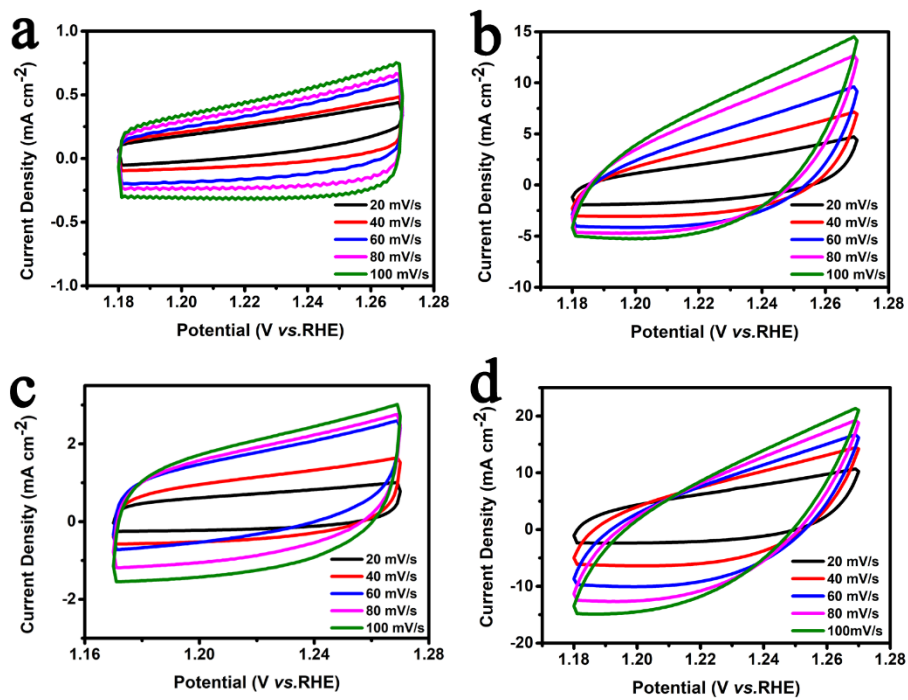 a
Current Density (mA cm⁻²)
1.0
0.5
0.0
-0.5
-1.0
20 mV/s
40 mV/s
60 mV/s
80 mV/s
100 mV/s
1.18 1.20 1.22 1.24 1.26 1.28
Potential (V vs.RHE)
b
Current Density (mA cm⁻²)
15
10
5
0
-5
-10
20 mV/s
40 mV/s
60 mV/s
80 mV/s
100 mV/s
1.18 1.20 1.22 1.24 1.26 1.28
Potential (V vs.RHE)
c
Current Density (mA cm⁻²)
2
0
-2
20 mV/s
40 mV/s
60 mV/s
80 mV/s
100 mV/s
1.16 1.20 1.24 1.28
Potential (V vs.RHE)
d
Current Density (mA cm⁻²)
20
10
0
-10
-20
20 mV/s
40 mV/s
60 mV/s
80 mV/s
100mV/s
1.18 1.20 1.22 1.24 1.26 1.28
Potential (V vs.RHE)